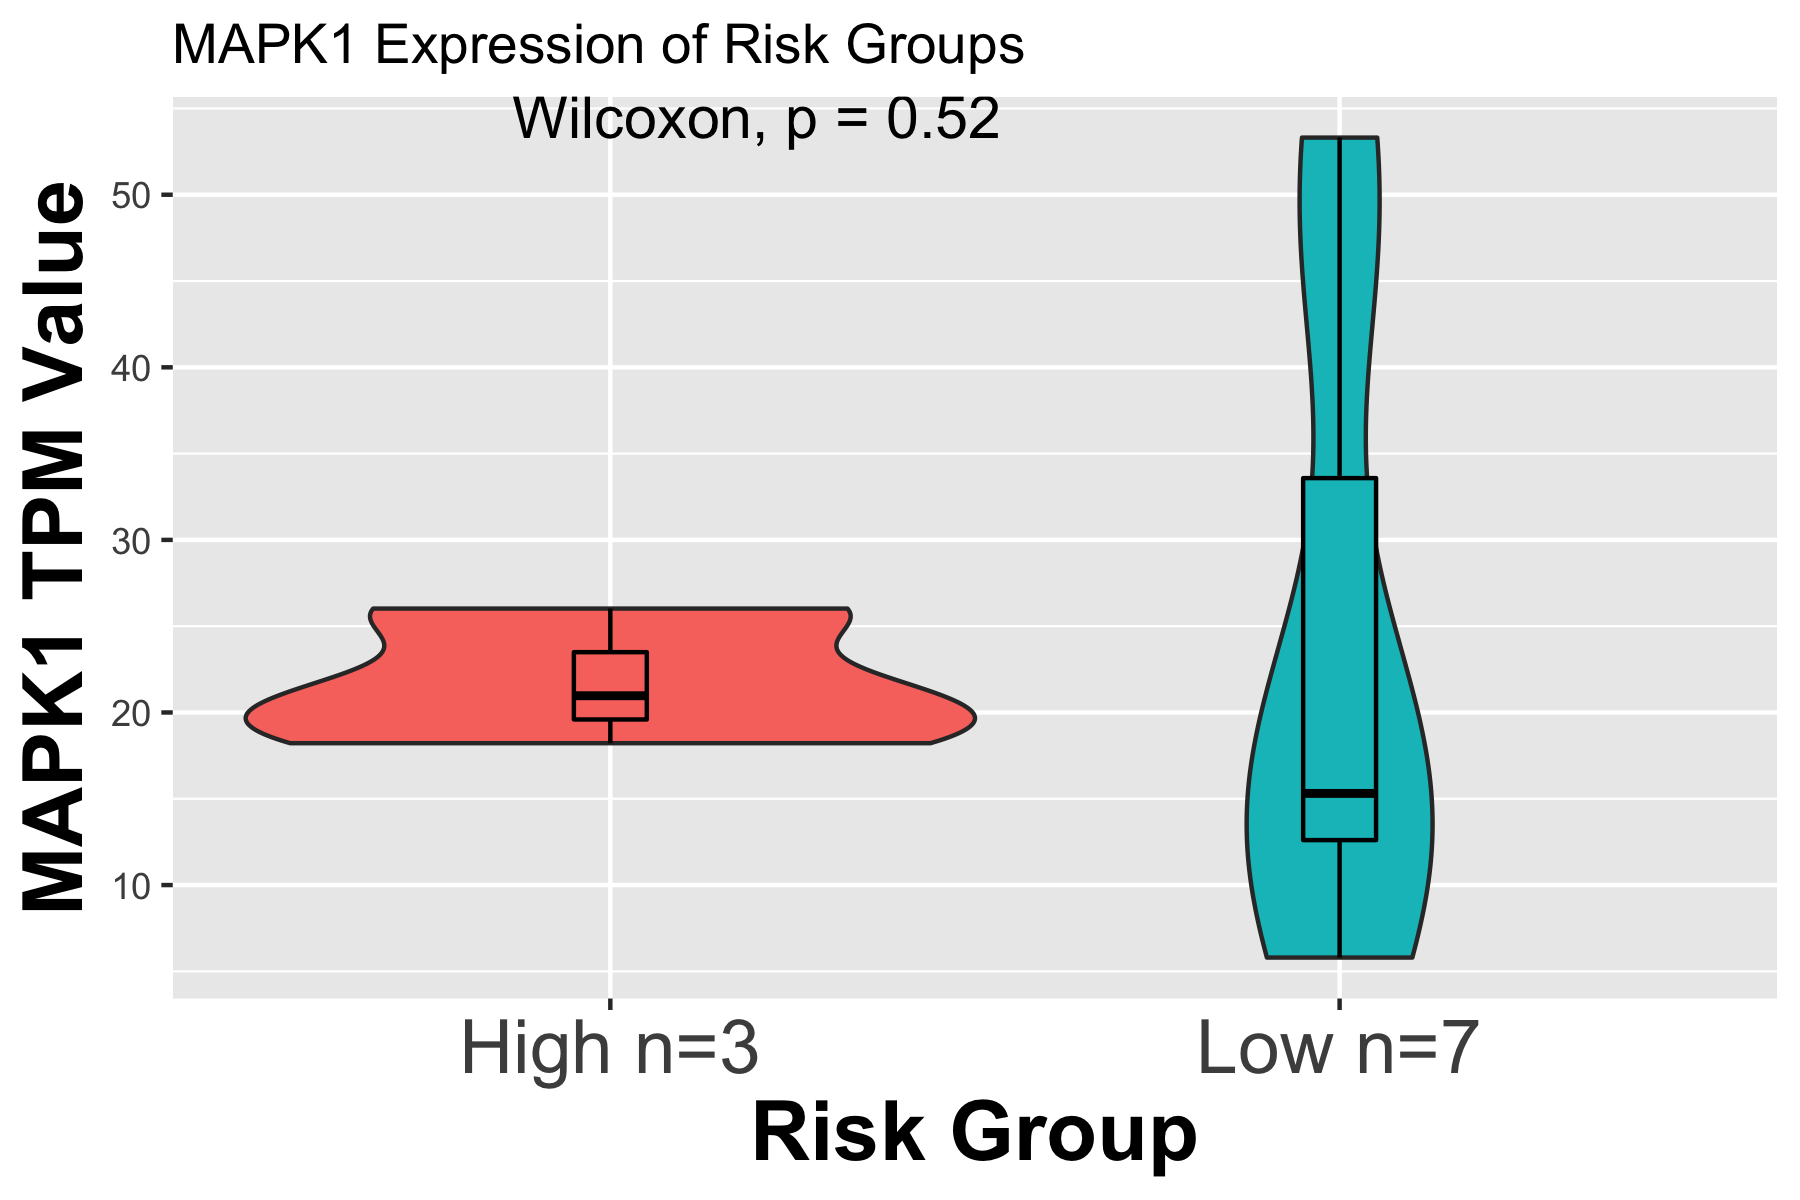 MAPK1 Expression of Risk Groups
Wilcoxon, p = 0.52
MAPK1 TPM Value
50
40
30
20
10
High n=3
Low n=7
Risk Group